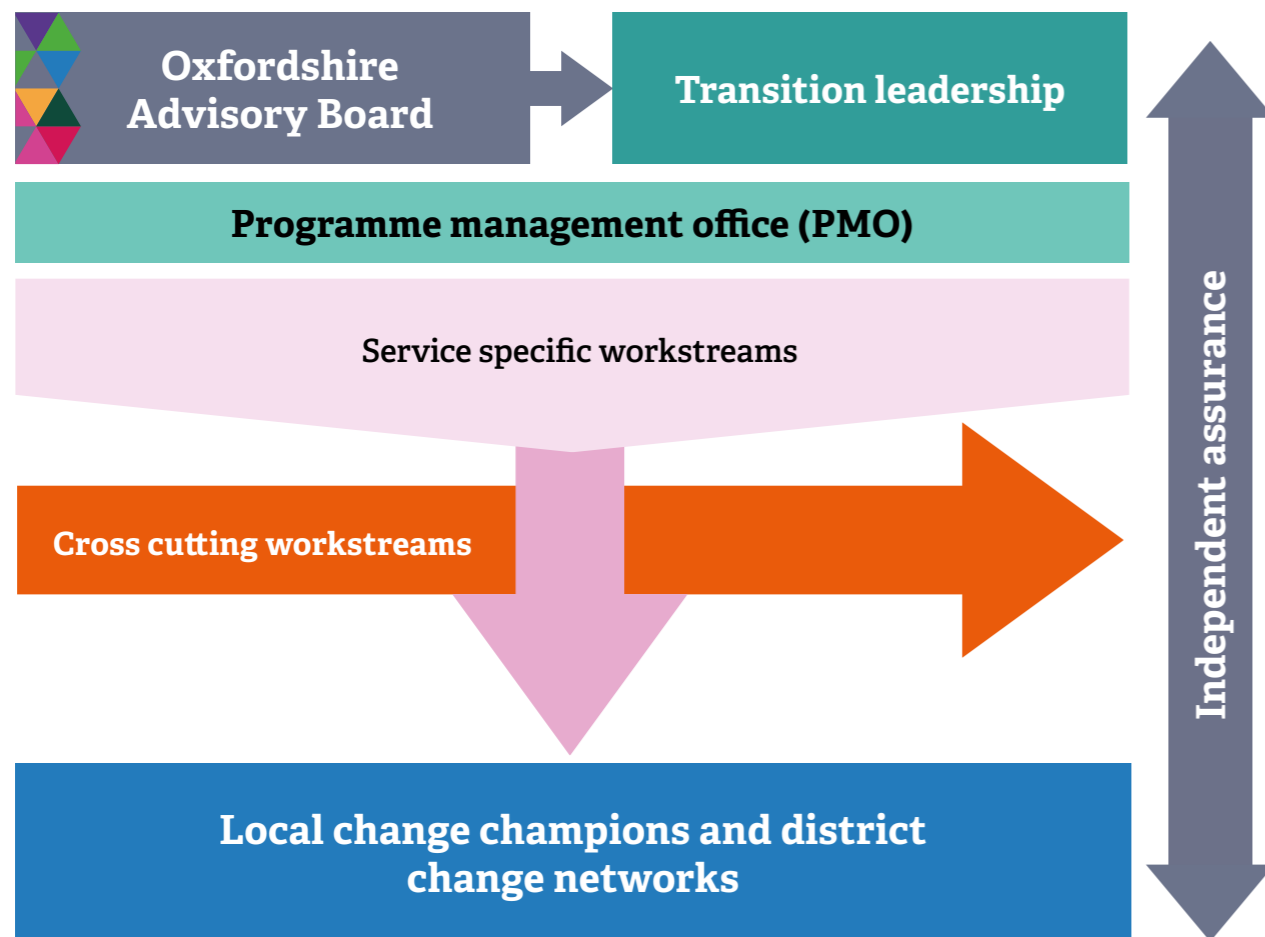 Oxfordshire
Advisory Board
Transition leadership
Programme management office (PMO)
Service specific workstreams
Cross cutting workstreams
Local change champions and district
change networks
Independent assurance